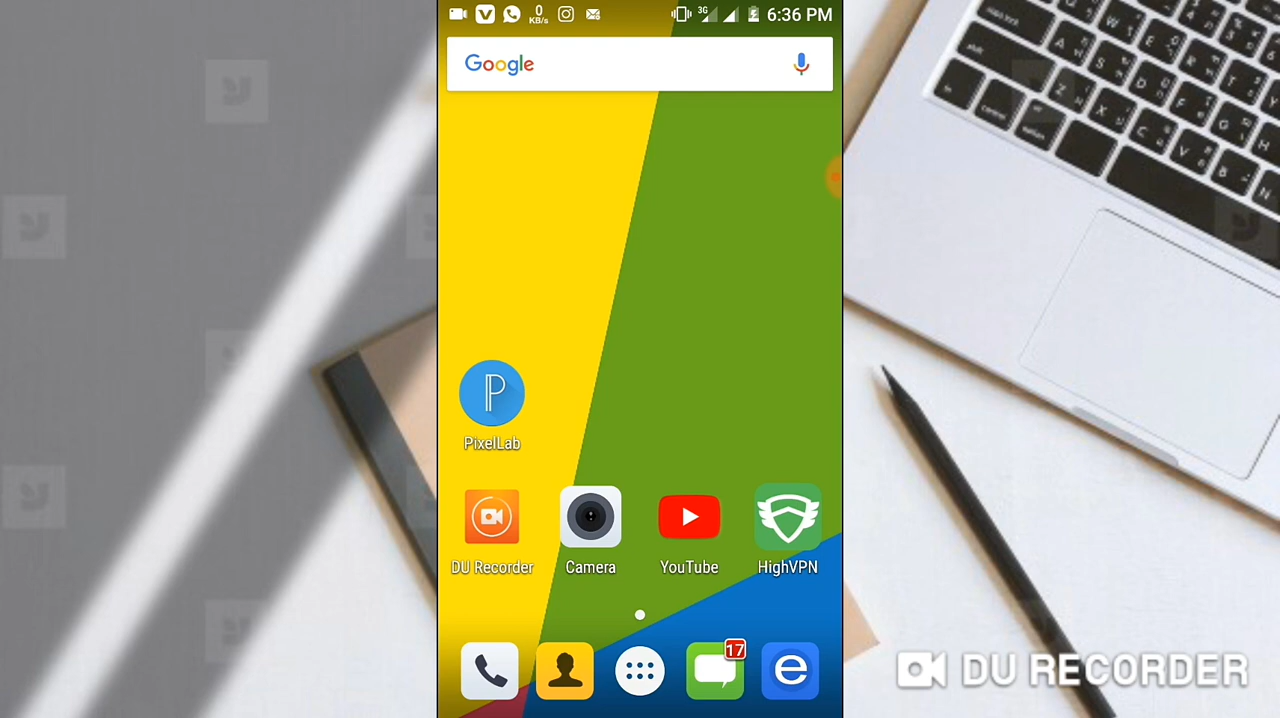 0
KB/s
3G
6:36 PM
Google
P
PixelLab
DU Recorder
Camera
YouTube
HighVPN
17
e
DU RECORDER